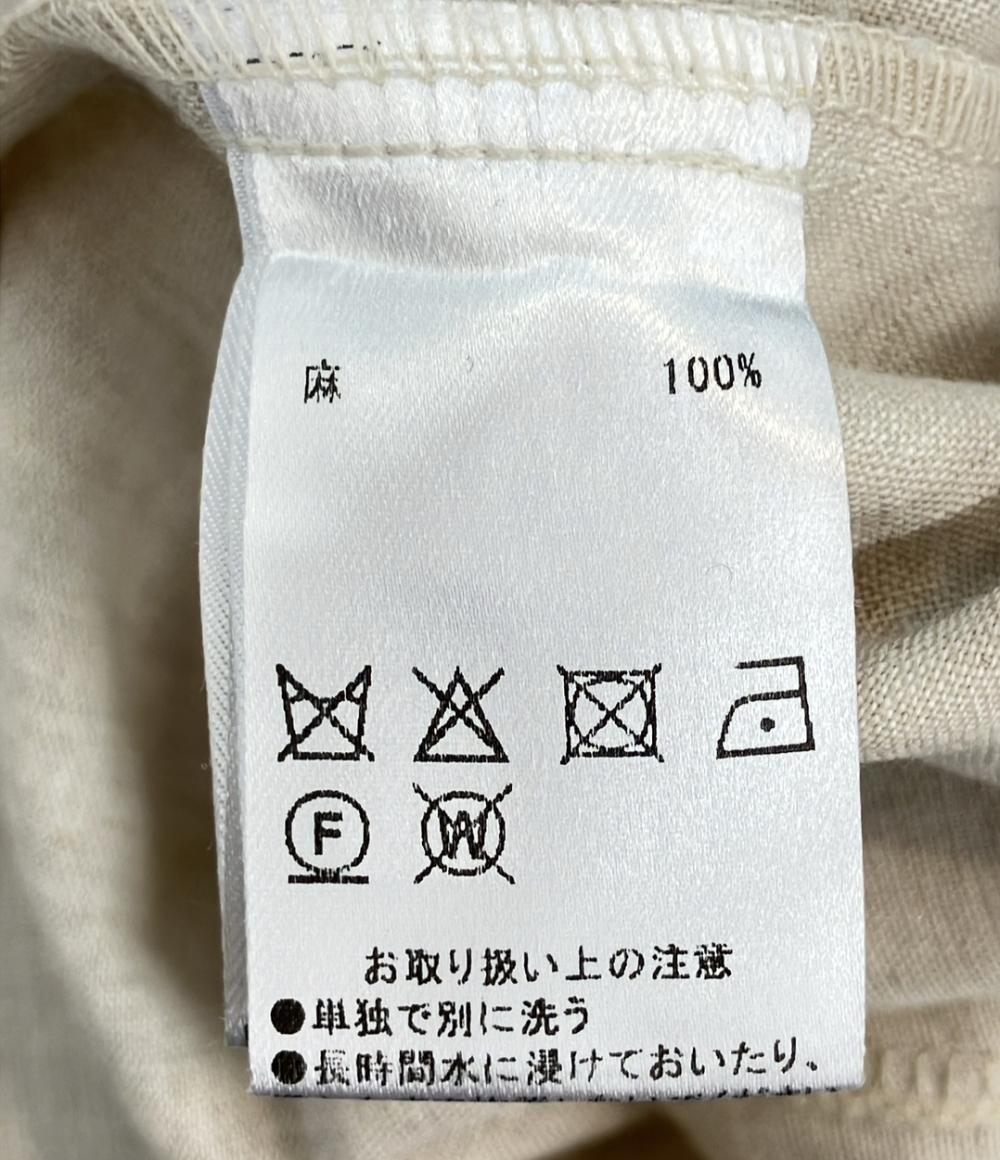 麻 100%
F W
お取り扱い上の注意
●単独で別に洗う
●長時間水に浸けておいたり、